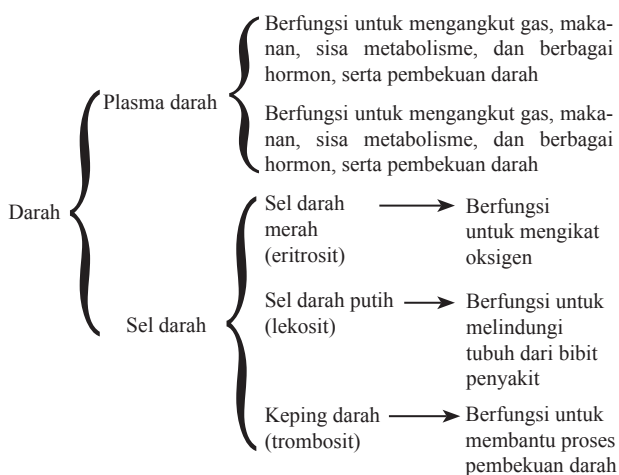 Berfungsi untuk mengangkut gas, maka-
nan, sisa metabolisme, dan berbagai
hormon, serta pembekuan darah
Plasma darah
Berfungsi untuk mengangkut gas, maka-
nan, sisa metabolisme, dan berbagai
hormon, serta pembekuan darah
Darah
Sel darah
merah
(eritrosit)
Berfungsi
untuk mengikat
oksigen
Sel darah
Sel darah putih
(lekosit)
Berfungsi untuk
melindungi
tubuh dari bibit
penyakit
Keping darah
(trombosit)
Berfungsi untuk
membantu proses
pembekuan darah